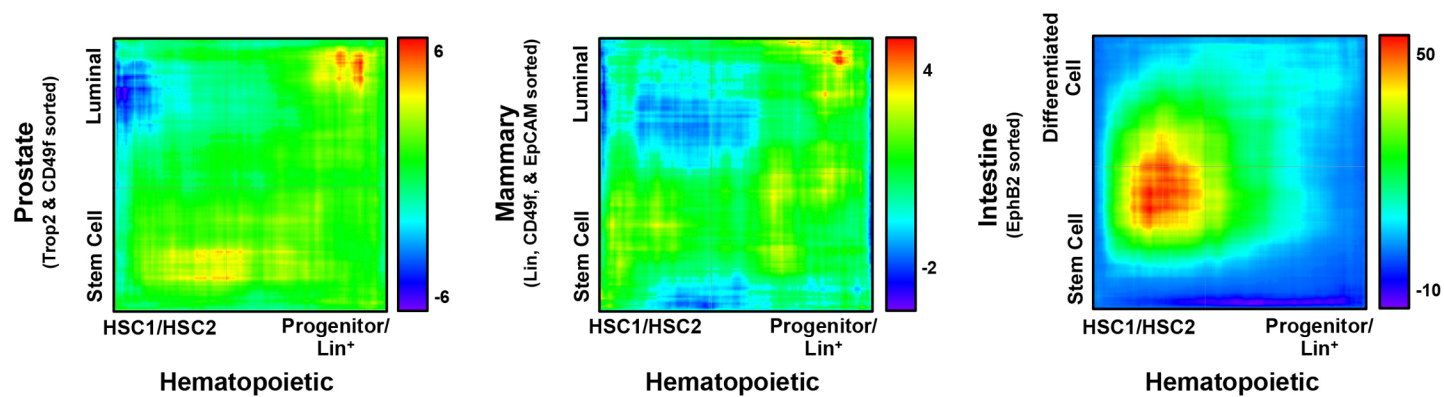 Prostate
(Trop2 & CD49f sorted)
Luminal
Stem Cell
6
-6
HSC1/HSC2
Progenitor/
Lin⁺
Hematopoietic
Mammary
(Lin, CD49f, & EpCAM sorted)
Luminal
Stem Cell
4
-2
HSC1/HSC2
Progenitor/
Lin⁺
Hematopoietic
Intestine
(EphB2 sorted)
Differentiated
Cell
Stem Cell
50
-10
HSC1/HSC2
Progenitor/
Lin⁺
Hematopoietic